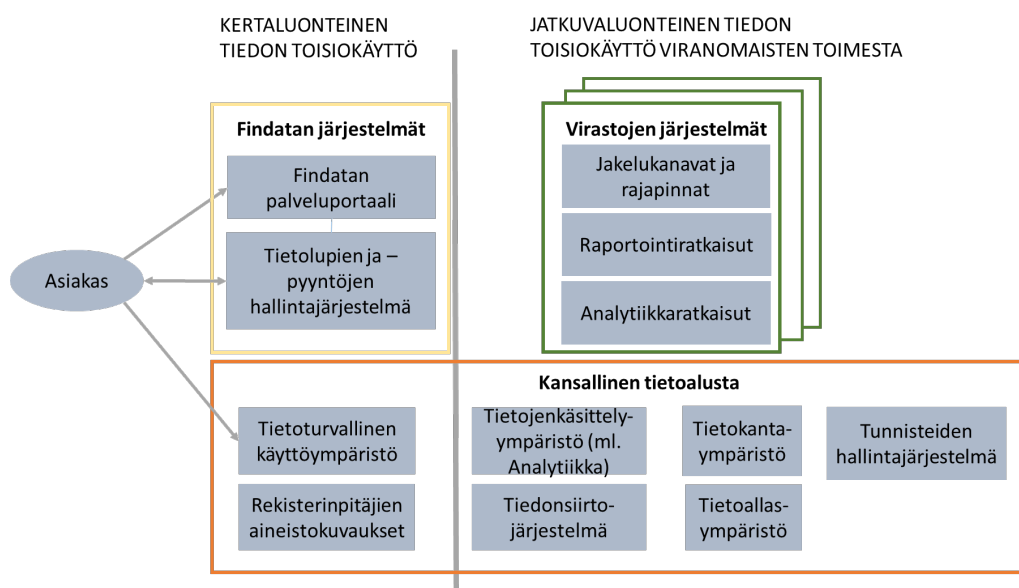 KERTALUONTEINEN
TIEDON TOISIOKÄYTTÖ
JATKUVALUONTEINEN TIEDON
TOISIOKÄYTTÖ VIRANOMAISTEN TOIMESTA
Findatan järjestelmät
Findatan
palveluportaali
Tietolupien ja –
pyyntöjen
hallintajärjestelmä
Asiakas
Virastojen järjestelmät
Jakelukanavat ja
rajapinnat
Raportointiratkaisut
Analytiikkaratkaisut
Kansallinen tietoalusta
Tietoturvallinen
käyttöympäristö
Rekisterinpitäjien
aineistokuvaukset
Tietojenkäsittely-
ympäristö (ml.
Analytiikka)
Tiedonsiirto-
järjestelmä
Tietokanta-
ympäristö
Tietoallas-
ympäristö
Tunnisteiden
hallintajärjestelmä